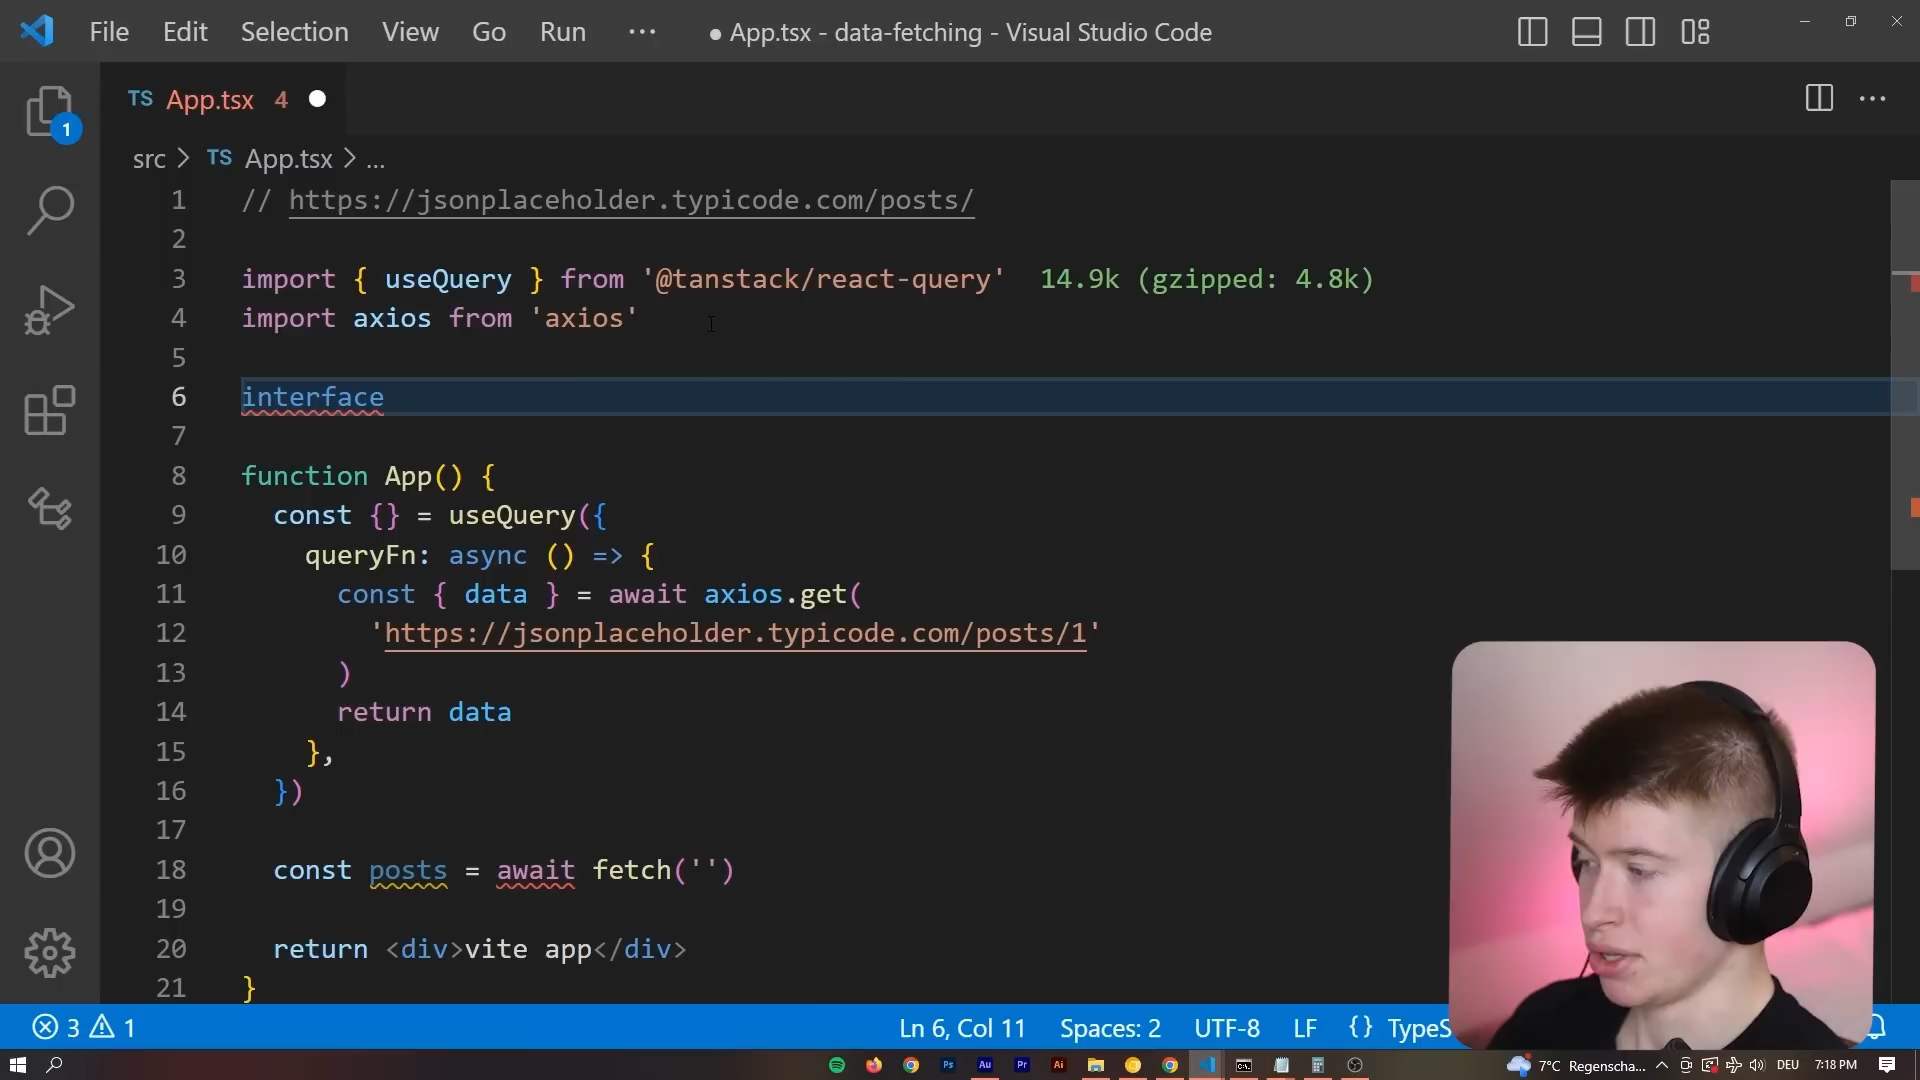 File Edit Selection View Go Run ··· ● App.tsx - data-fetching - Visual Studio Code
1
TS App.tsx 4
src > TS App.tsx > ...
1 // https://jsonplaceholder.typicode.com/posts/
2
3 import { useQuery } from '@tanstack/react-query' 14.9k (gzipped: 4.8k)
4 import axios from 'axios'
5
6 interface
7
8 function App() {
9 const {} = useQuery({
10 queryFn: async () => {
11 const { data } = await axios.get(
12 'https://jsonplaceholder.typicode.com/posts/1'
13 )
14 return data
15 },
16 })
17
18 const posts = await fetch('')
19
20 return <div>vite app</div>
21 }
3 1 Ln 6, Col 11 Spaces: 2 UTF-8 LF {} TypeS
Ps Au Pr Ai 7°C Regenscha... DEU 7:18 PM